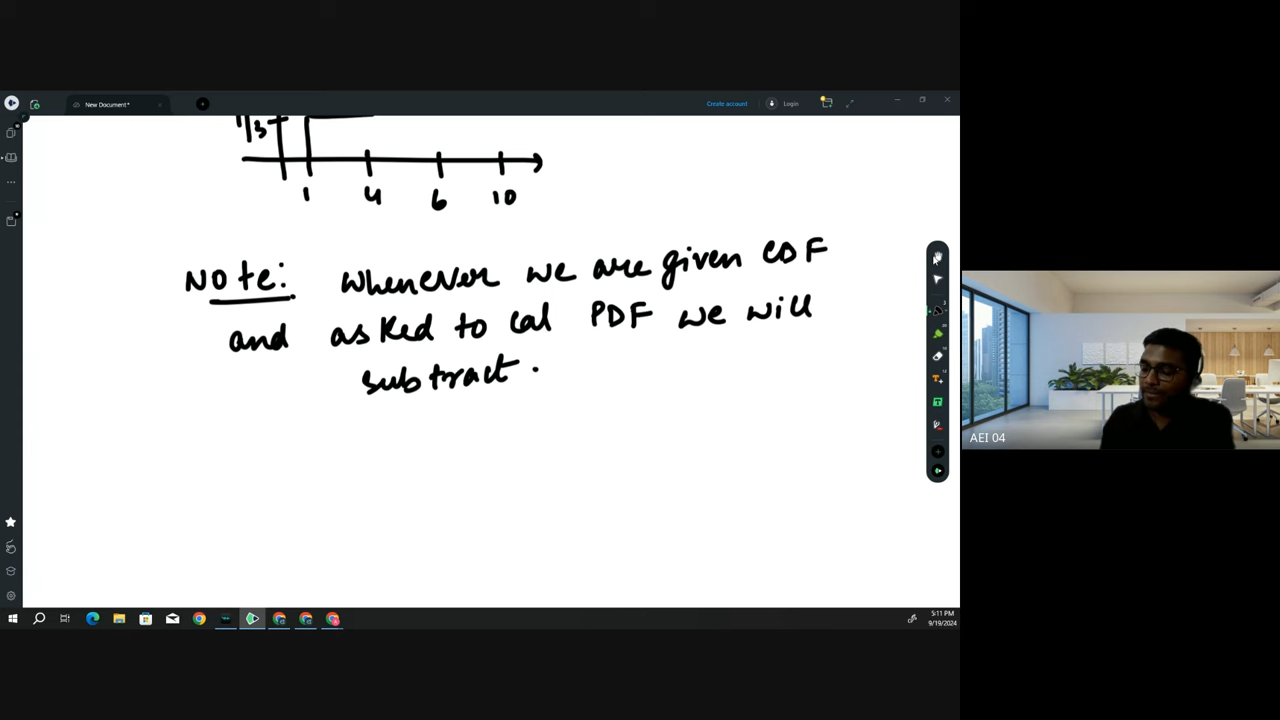 New Document*
Create account
Login
1/3
1 4 6 10
Note: Whenever we are given CDF
and asked to cal PDF we will
subtract.
AEI 04
5:11 PM
9/19/2024